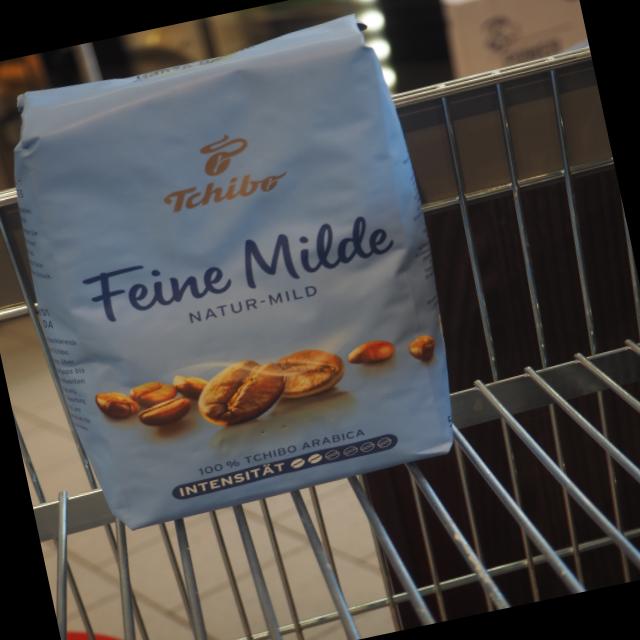 Tchibo
Feine Milde
NATUR-MILD
100 % TCHIBO ARABICA
INTENSITÄT